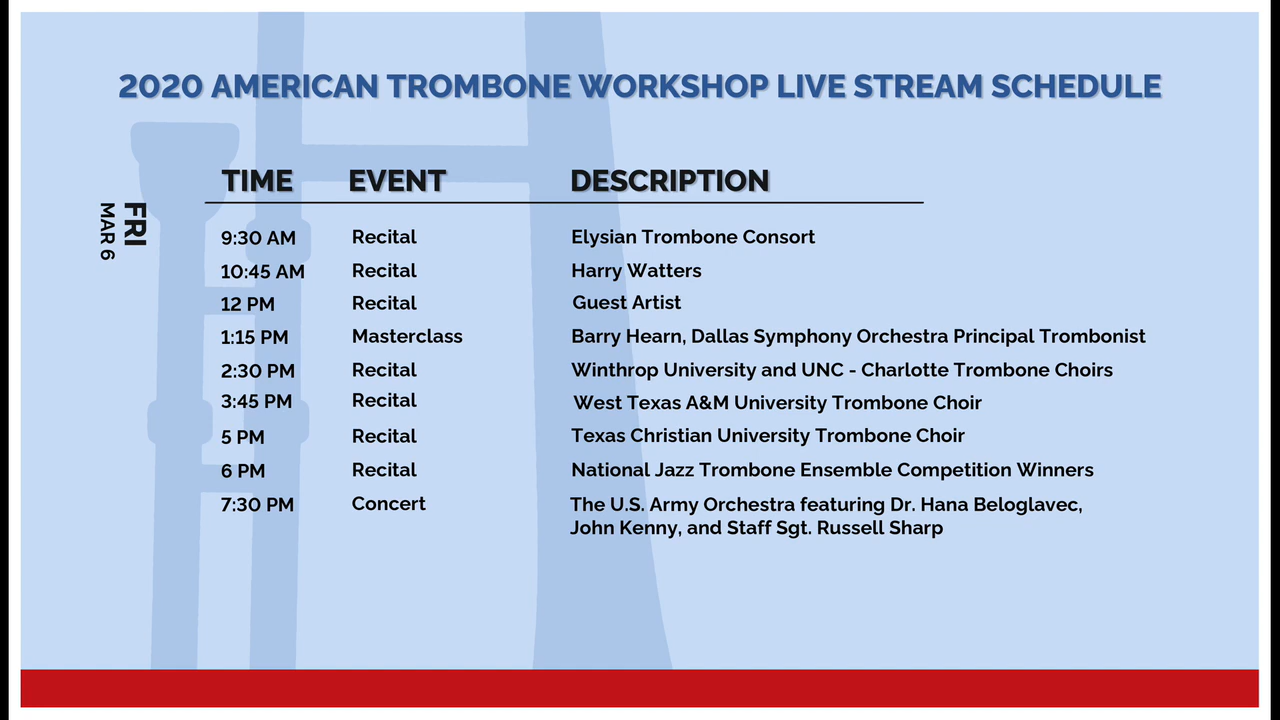 2020 AMERICAN TROMBONE WORKSHOP LIVE STREAM SCHEDULE
TIME EVENT DESCRIPTION
FRI
MAR 6
9:30 AM Recital Elysian Trombone Consort
10:45 AM Recital Harry Watters
12 PM Recital Guest Artist
1:15 PM Masterclass Barry Hearn, Dallas Symphony Orchestra Principal Trombonist
2:30 PM Recital Winthrop University and UNC - Charlotte Trombone Choirs
3:45 PM Recital West Texas A&M University Trombone Choir
5 PM Recital Texas Christian University Trombone Choir
6 PM Recital National Jazz Trombone Ensemble Competition Winners
7:30 PM Concert The U.S. Army Orchestra featuring Dr. Hana Beloglavec,
John Kenny, and Staff Sgt. Russell Sharp